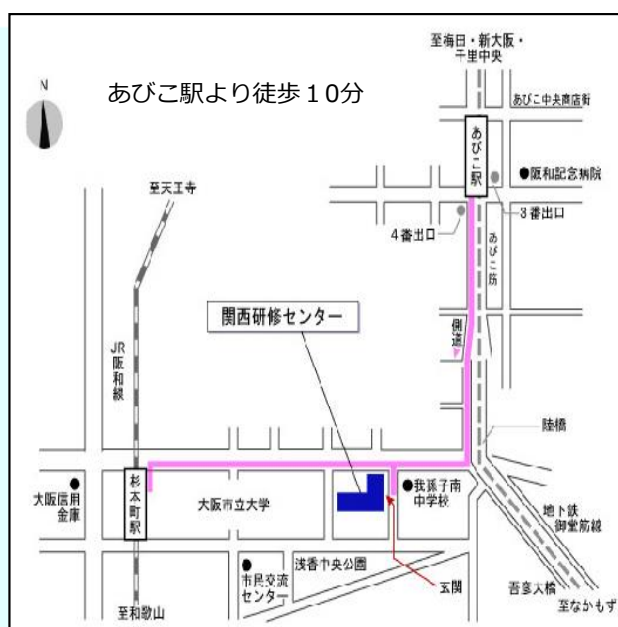 至海日・新大阪・
千里中央
N
あびこ駅より徒歩１0分
あびこ中央商店街
あびこ駅
●阪和記念病院
至天王寺
3番出口
4番出口
あびこ筋
関西研修センター
側道
JR
阪和線
陸橋
杉本町駅
大阪信用
金庫
大阪市立大学
●我孫子南
中学校
地下鉄
御堂筋線
浅香中央公園
市民交流
センター
玄関
吾彦大橋
至和歌山
至なかもず